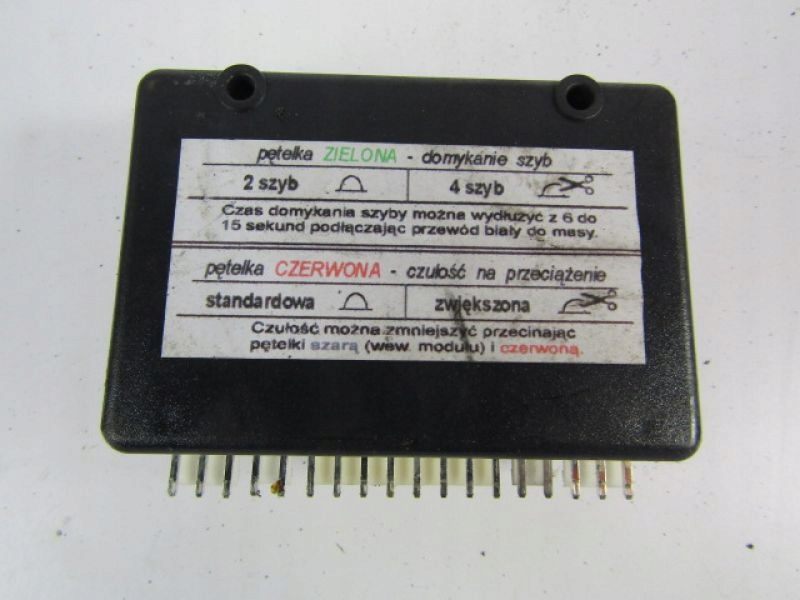 pętelka ZIELONA - domykanie szyb
2 szyb 4 szyb
Czas domykania szyby można wydłużyć z 6 do
15 sekund podłączając przewód biały do masy.
pętelka CZERWONA - czułość na przeciążenie
standardowa zwiększona
Czułość można zmniejszyć przecinając
pętelki szarą (wew. modułu) i czerwoną.